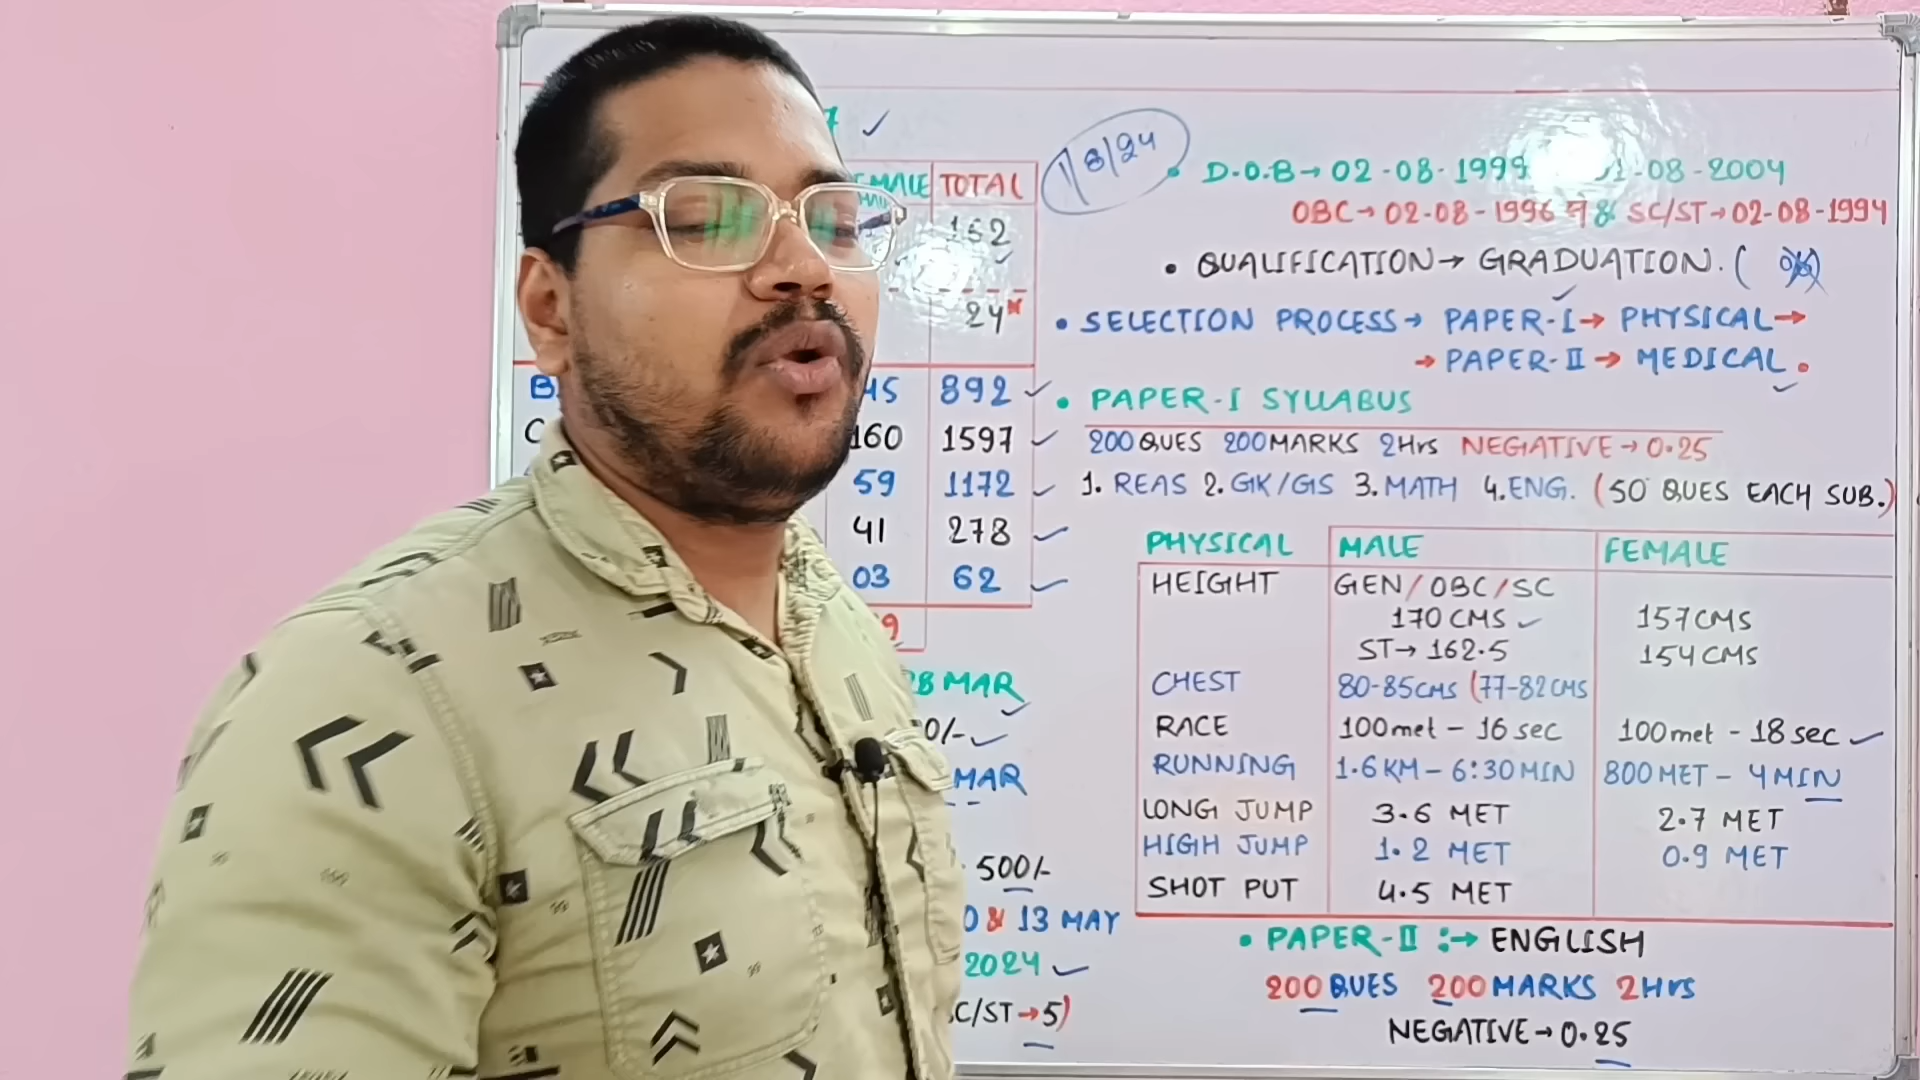 7
MALE TOTAL
162
24*
B 45 892
C 160 1597
59 1172
41 278
03 62
9
28 MAR
0/-
MAR
500/-
0 & 13 MAY
2024
SC/ST→5)
1/8/24
• D.O.B→ 02-08-1999 1-08-2004
OBC→ 02-08-1996 & SC/ST→02-08-1994
• QUALIFICATION→ GRADUATION. (
• SELECTION PROCESS→ PAPER-I→ PHYSICAL→
→ PAPER-II → MEDICAL.
• PAPER-I SYLLABUS
200 QUES 200 MARKS 2Hrs NEGATIVE→0.25
1. REAS 2. GK/GS 3. MATH 4. ENG. (50 QUES EACH SUB.)
PHYSICAL MALE FEMALE
HEIGHT GEN/OBC/SC
170 CMS 157 CMS
ST→ 162.5 154 CMS
CHEST 80-85 CMS (77-82 CMS
RACE 100 met - 16 sec 100 met - 18 sec
RUNNING 1.6 KM - 6:30 MIN 800 MET - 4 MIN
LONG JUMP 3.6 MET 2.7 MET
HIGH JUMP 1.2 MET 0.9 MET
SHOT PUT 4.5 MET
• PAPER-II :→ ENGLISH
200 QUES 200 MARKS 2Hrs
NEGATIVE→0.25